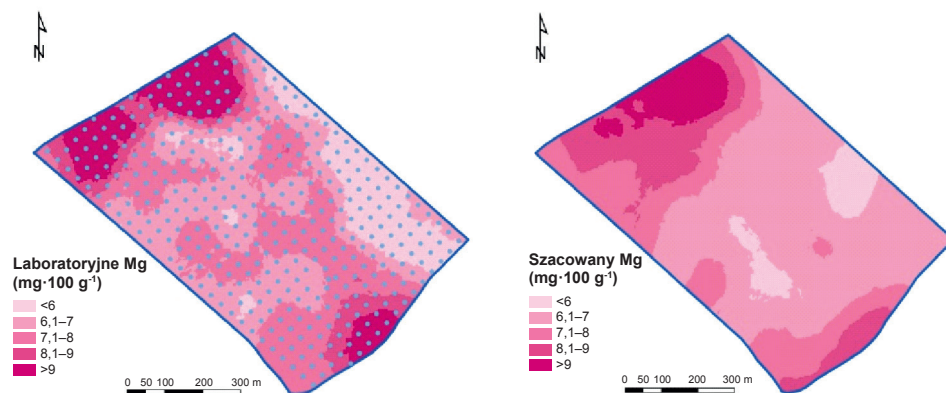 N
Laboratoryjne Mg
(mg·100 g⁻¹)
<6
6,1–7
7,1–8
8,1–9
>9
0 50 100 200 300 m
N
Szacowany Mg
(mg·100 g⁻¹)
<6
6,1–7
7,1–8
8,1–9
>9
0 50 100 200 300 m